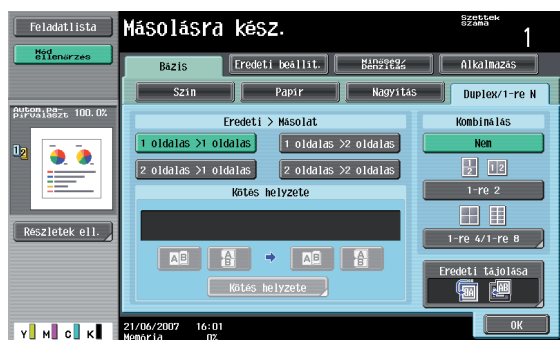 Feladatlista
Mód
ellenőrzés
Másolásra kész.
Szettek
száma
1
Bázis
Eredeti beállít.
Minőség/
Denzitás
Alkalmazás
Szín
Papír
Nagyítás
Duplex/1-re N
Autom.pa-
pírválaszt
100.0%
Eredeti > Másolat
1 oldalas >1 oldalas
1 oldalas >2 oldalas
2 oldalas >1 oldalas
2 oldalas >2 oldalas
Kötés helyzete
Kötés helyzete
Kombinálás
Nem
1-re 2
1-re 4/1-re 8
Eredeti tájolása
Részletek ell.
OK
Y M C K
21/06/2007 16:01
Memória 0%